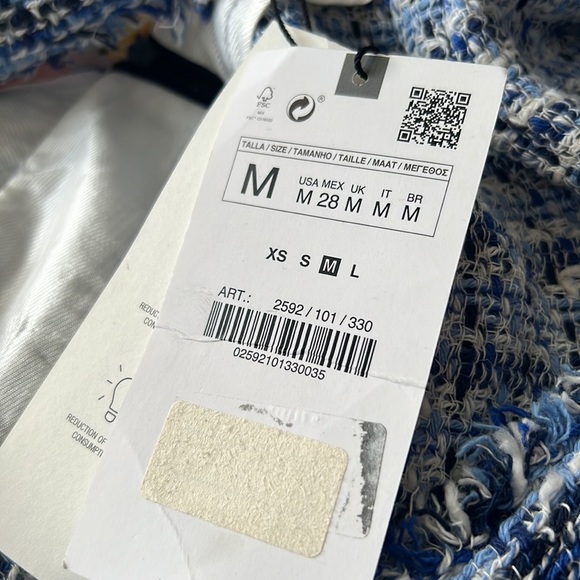 FSC
TALLA / SIZE / TAMANHO / TAILLE / MAAT / ΜΕΓΕΘΟΣ
M
USA MEX UK IT BR
M 28 M M M
XS S M L
ART.: 2592 / 101 / 330
02592101330035
REDUCTION OF
CONSUMPTI